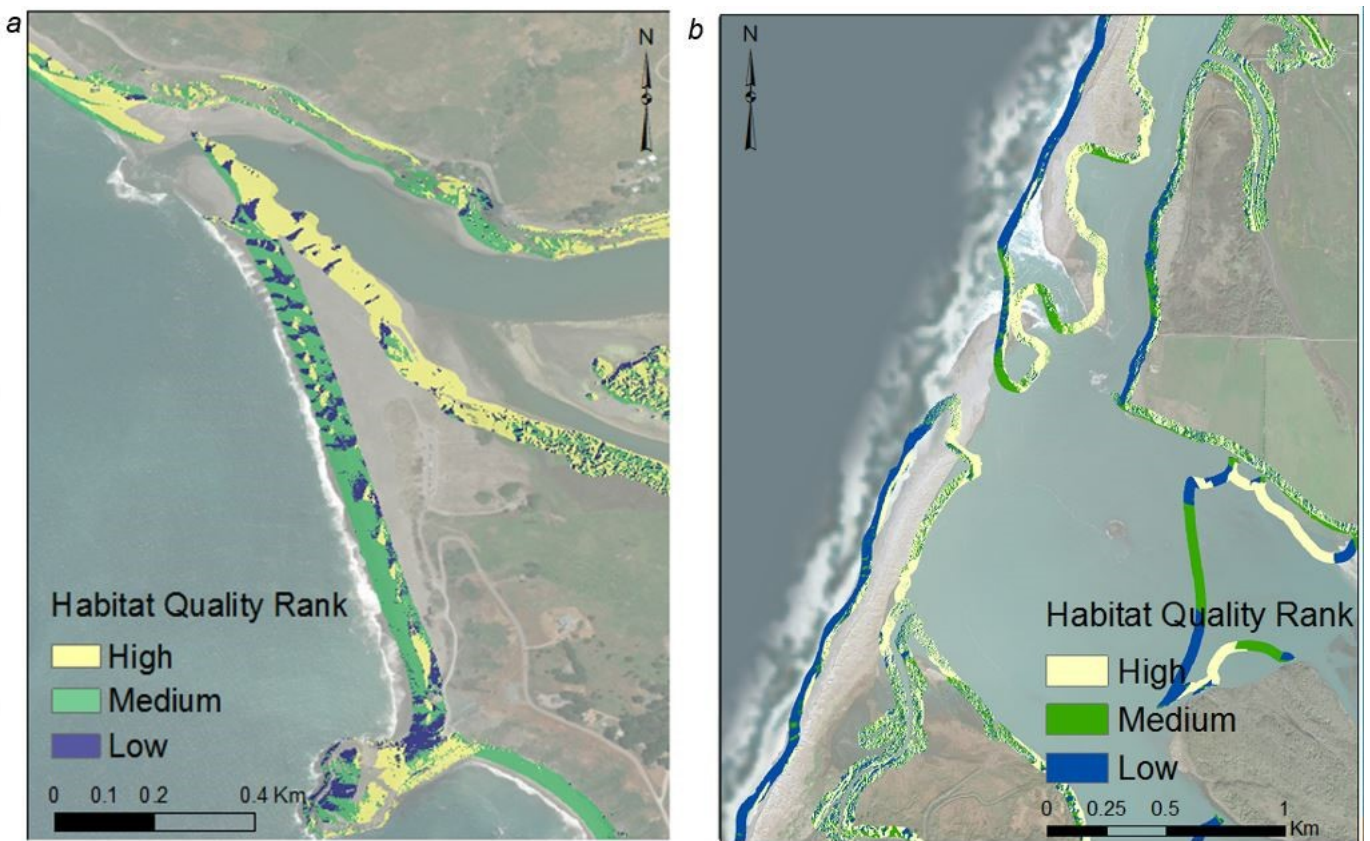 a
N
Habitat Quality Rank
High
Medium
Low
0 0.1 0.2 0.4 Km
b
N
Habitat Quality Rank
High
Medium
Low
0 0.25 0.5 1
Km